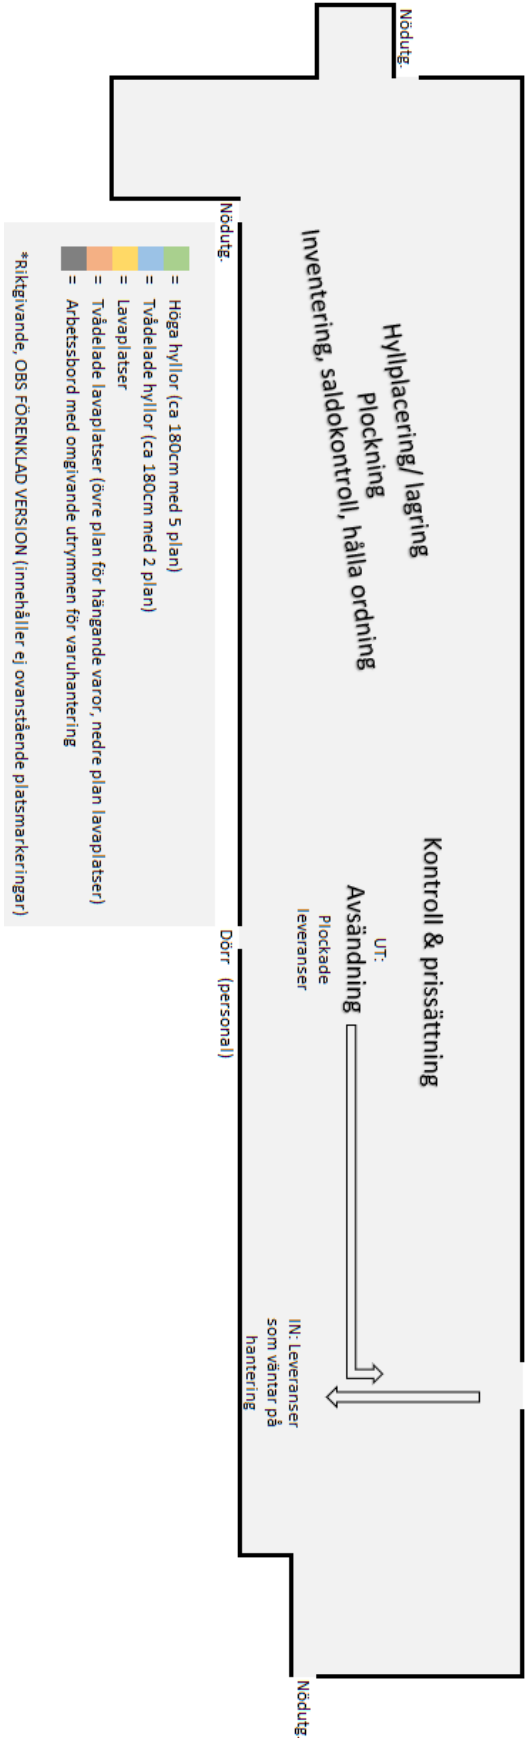 Nödutg.
Hyllplacering/ lagring
Plockning
Inventering, saldokontroll, hålla ordning
Kontroll & prissättning
UT:
Avsändning
Plockade
leveranser
IN: Leveranser
som väntar på
hantering
Nödutg.
Dörr (personal)
Nödutg.
= Höga hyllor (ca 180cm med 5 plan)
= Tvådelade hyllor (ca 180cm med 2 plan)
= Lavaplatser
= Tvådelade lavaplatser (övre plan för hängande varor, nedre plan lavaplatser)
= Arbetssbord med omgivande utrymmen för varuhantering
*Riktgivande, OBS FÖRENKLAD VERSION (innehåller ej ovanstående platsmarkeringar)